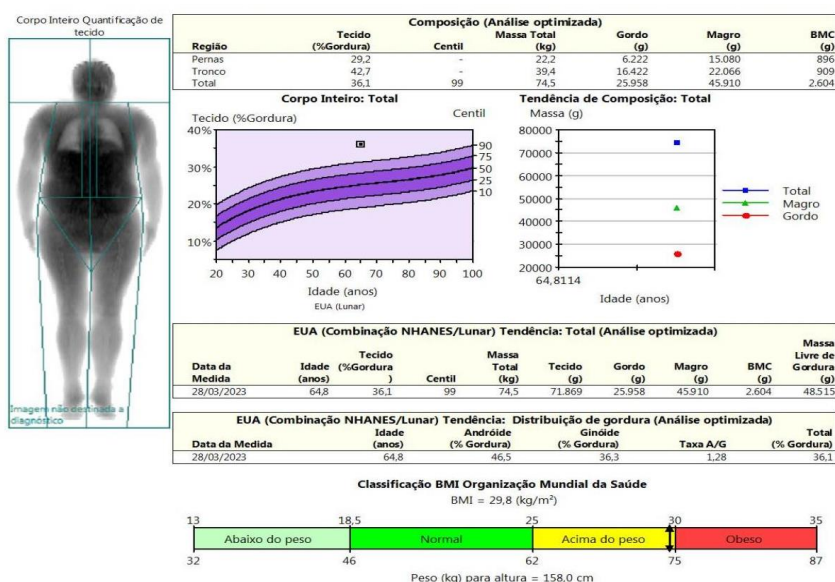 Corpo Inteiro Quantificação de
tecido
Imagem não destinada a
diagnóstico
Composição (Análise optimizada)
Região Tecido (%Gordura) Centil Massa Total (kg) Gordo (g) Magro (g) BMC (g)
Pernas 29,2 - 22,2 6.222 15.080 896
Tronco 42,7 - 39,4 16.422 22.066 909
Total 36,1 99 74,5 25.958 45.910 2.604
Corpo Inteiro: Total
Tecido (%Gordura) Centil
40%
30%
20%
10%
90
75
50
25
10
20 30 40 50 60 70 80 90 100
Idade (anos)
EUA (Lunar)
Tendência de Composição: Total
Massa (g)
80000
70000
60000
50000
40000
30000
20000
64,8114
Idade (anos)
Total
Magro
Gordo
EUA (Combinação NHANES/Lunar) Tendência: Total (Análise optimizada)
Data da Medida Idade (anos) Tecido (%Gordura ) Centil Massa Total (kg) Tecido (g) Gordo (g) Magro (g) BMC (g) Massa Livre de Gordura (g)
28/03/2023 64,8 36,1 99 74,5 71.869 25.958 45.910 2.604 48.515
EUA (Combinação NHANES/Lunar) Tendência: Distribuição de gordura (Análise optimizada)
Data da Medida Idade (anos) Andróide (% Gordura) Ginóide (% Gordura) Taxa A/G Total (% Gordura)
28/03/2023 64,8 46,5 36,3 1,28 36,1
Classificação BMI Organização Mundial da Saúde
BMI = 29,8 (kg/m²)
13 18,5 25 30 35
Abaixo do peso Normal Acima do peso Obeso
32 46 62 75 87
Peso (kg) para altura = 158,0 cm